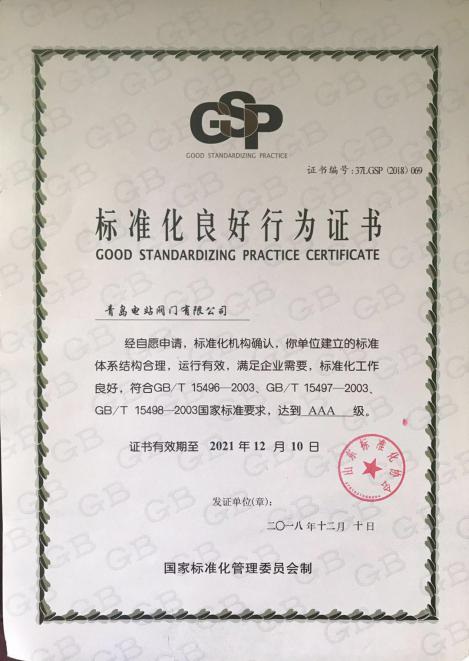 GSP
GOOD STANDARDIZING PRACTICE
证书编号:37LGSP (2018) 069
标准化良好行为证书
GOOD STANDARDIZING PRACTICE CERTIFICATE
青岛电站阀门有限公司
经自愿申请，标准化机构确认，你单位建立的标准
体系结构合理，运行有效，满足企业需要，标准化工作
良好，符合GB/T 15496—2003、GB/T 15497—2003、
GB/T 15498—2003国家标准要求，达到 AAA 级。
证书有效期至 2021 年 12 月 10 日
山东标准化协会
发证单位(章):
二〇一八年十二月 十日
国家标准化管理委员会制